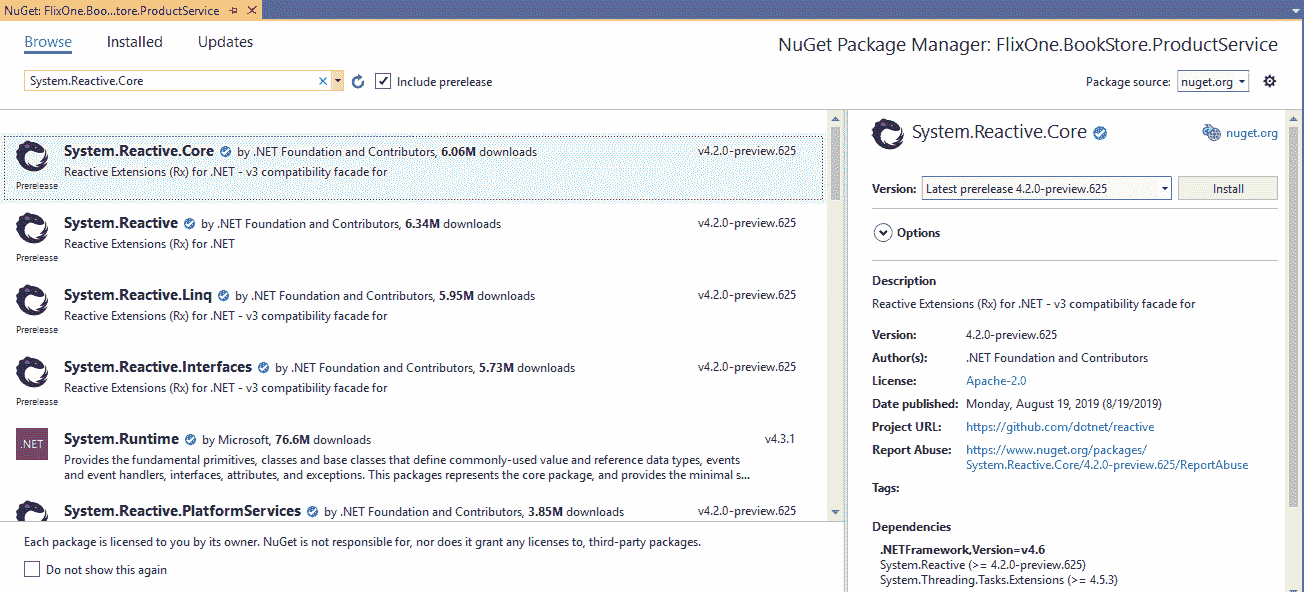 NuGet: FlixOne.Boo...tore.ProductService
Browse Installed Updates
NuGet Package Manager: FlixOne.BookStore.ProductService
System.Reactive.Core
Include prerelease
Package source: nuget.org
System.Reactive.Core by .NET Foundation and Contributors, 6.06M downloads v4.2.0-preview.625
Reactive Extensions (Rx) for .NET - v3 compatibility facade for
Prerelease
System.Reactive by .NET Foundation and Contributors, 6.34M downloads v4.2.0-preview.625
Reactive Extensions (Rx) for .NET
Prerelease
System.Reactive.Linq by .NET Foundation and Contributors, 5.95M downloads v4.2.0-preview.625
Reactive Extensions (Rx) for .NET - v3 compatibility facade for
Prerelease
System.Reactive.Interfaces by .NET Foundation and Contributors, 5.73M downloads v4.2.0-preview.625
Reactive Extensions (Rx) for .NET - v3 compatibility facade for
Prerelease
.NET
System.Runtime by Microsoft, 76.6M downloads v4.3.1
Provides the fundamental primitives, classes and base classes that define commonly-used value and reference data types, events
and event handlers, interfaces, attributes, and exceptions. This packages represents the core package, and provides the minimal s...
System.Reactive.PlatformServices by .NET Foundation and Contributors, 3.85M downloads v4.2.0-preview.625
Each package is licensed to you by its owner. NuGet is not responsible for, nor does it grant any licenses to, third-party packages.
Do not show this again
System.Reactive.Core
nuget.org
Version: Latest prerelease 4.2.0-preview.625 Install
Options
Description
Reactive Extensions (Rx) for .NET - v3 compatibility facade for
Version: 4.2.0-preview.625
Author(s): .NET Foundation and Contributors
License: Apache-2.0
Date published: Monday, August 19, 2019 (8/19/2019)
Project URL: https://github.com/dotnet/reactive
Report Abuse: https://www.nuget.org/packages/
System.Reactive.Core/4.2.0-preview.625/ReportAbuse
Tags:
Dependencies
.NETFramework,Version=v4.6
System.Reactive (>= 4.2.0-preview.625)
System.Threading.Tasks.Extensions (>= 4.5.3)